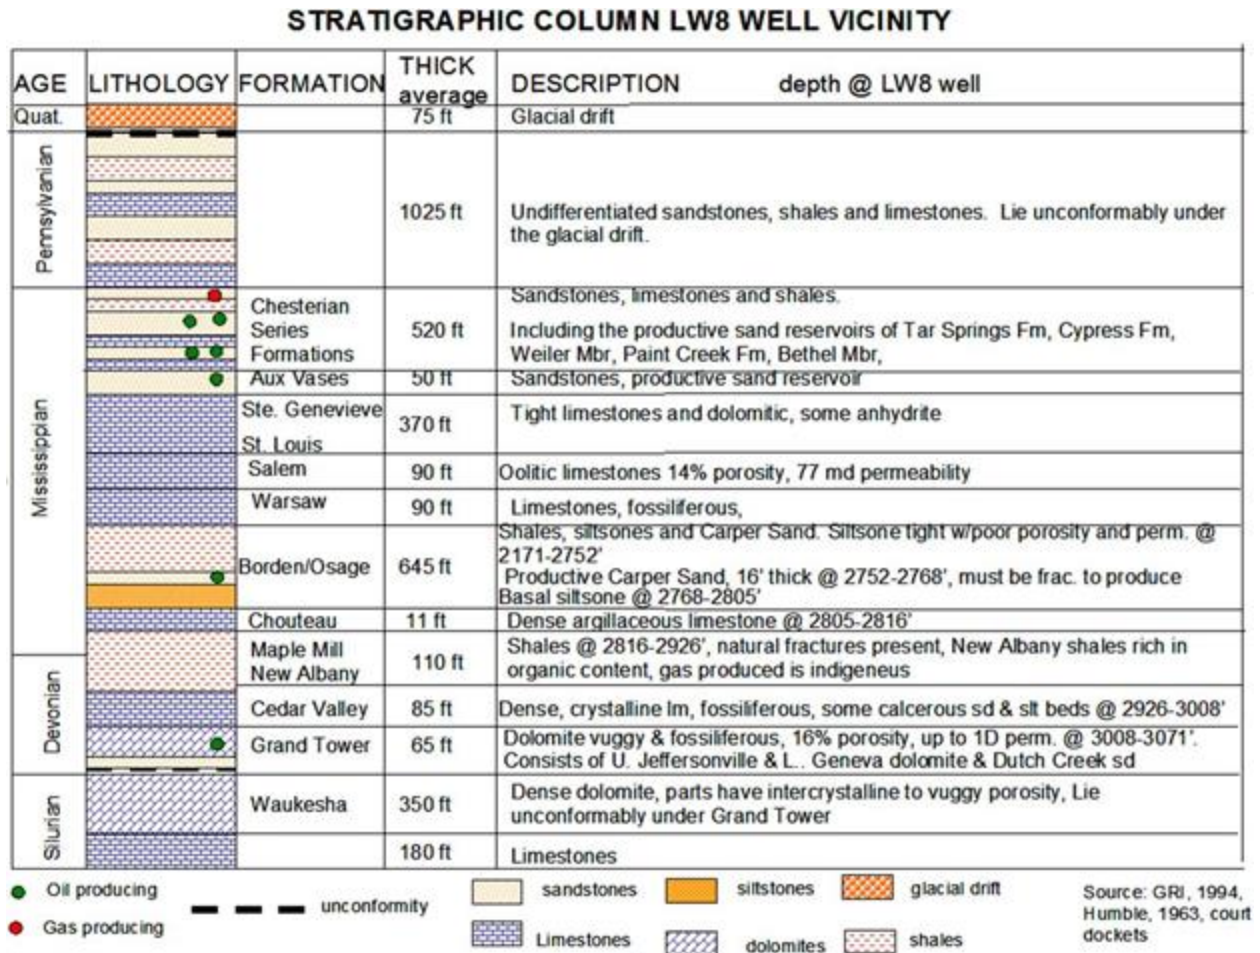 STRATIGRAPHIC COLUMN LW8 WELL VICINITY
AGE LITHOLOGY FORMATION THICK average DESCRIPTION depth @ LW8 well
Quat. 75 ft Glacial drift
Pennsylvanian
1025 ft Undifferentiated sandstones, shales and limestones. Lie unconformably under
the glacial drift.
Mississippian
Chesterian
Series
Formations
520 ft
Sandstones, limestones and shales.
Including the productive sand reservoirs of Tar Springs Fm, Cypress Fm,
Weiler Mbr, Paint Creek Fm, Bethel Mbr,
Aux Vases 50 ft Sandstones, productive sand reservoir
Ste. Genevieve
St. Louis
370 ft
Tight limestones and dolomitic, some anhydrite
Salem 90 ft Oolitic limestones 14% porosity, 77 md permeability
Warsaw 90 ft Limestones, fossiliferous,
Borden/Osage 645 ft
Shales, siltsones and Carper Sand. Siltsone tight w/poor porosity and perm. @
2171-2752'
Productive Carper Sand, 16' thick @ 2752-2768', must be frac. to produce
Basal siltsone @ 2768-2805'
Chouteau 11 ft Dense argillaceous limestone @ 2805-2816'
Maple Mill
New Albany
110 ft
Shales @ 2816-2926', natural fractures present, New Albany shales rich in
organic content, gas produced is indigeneus
Devonian
Cedar Valley 85 ft Dense, crystalline lm, fossiliferous, some calcerous sd & slt beds @ 2926-3008'
Grand Tower 65 ft
Dolomite vuggy & fossiliferous, 16% porosity, up to 1D perm. @ 3008-3071'.
Consists of U. Jeffersonville & L.. Geneva dolomite & Dutch Creek sd
Silurian
Waukesha 350 ft
Dense dolomite, parts have intercrystalline to vuggy porosity, Lie
unconformably under Grand Tower
180 ft Limestones
Oil producing
Gas producing
unconformity
sandstones
siltstones
glacial drift
Limestones
dolomites
shales
Source: GRI, 1994,
Humble, 1963, court
dockets